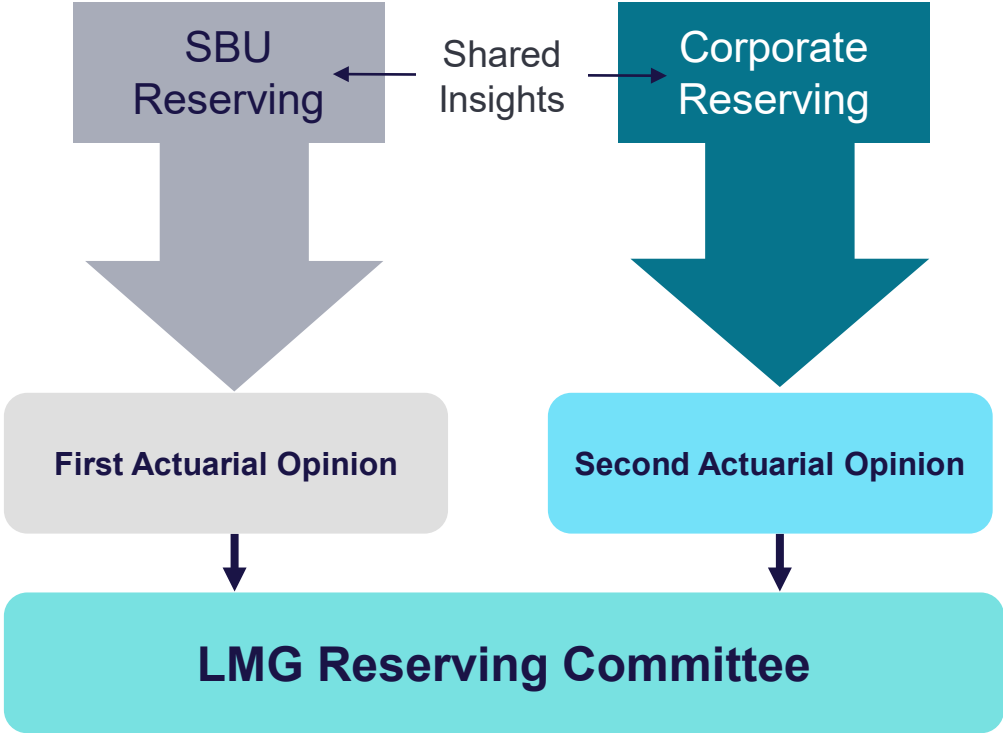 SBU
Reserving
Shared
Insights
Corporate
Reserving
First Actuarial Opinion
Second Actuarial Opinion
LMG Reserving Committee